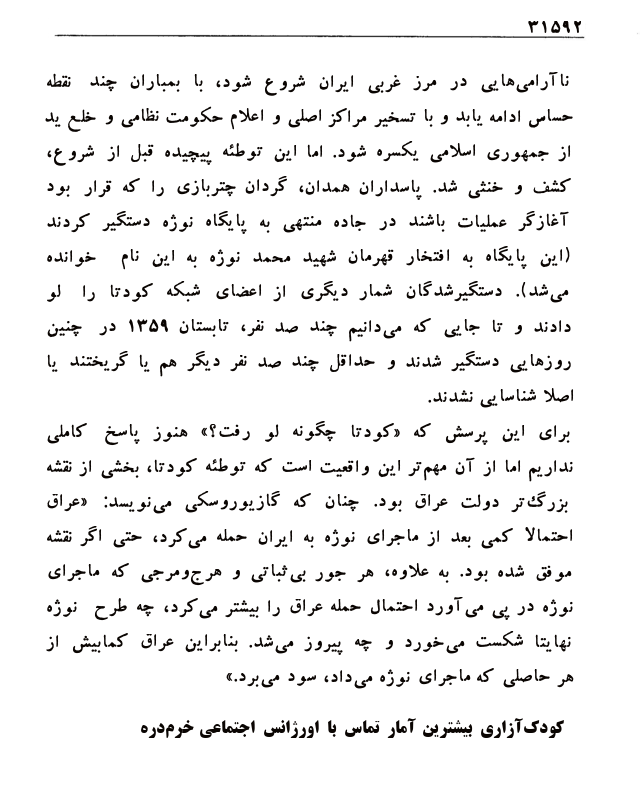 ۳۱۵۹۲
ناآرامی‌هایی در مرز غربی ایران شروع شود، با بمباران چند نقطه
حساس ادامه یابد و با تسخیر مراکز اصلی و اعلام حکومت نظامی و خلع ید
از جمهوری اسلامی یکسره شود. اما این توطئه پیچیده قبل از شروع،
کشف و خنثی شد. پاسداران همدان، گردان چتربازی را که قرار بود
آغازگر عملیات باشند در جاده منتهی به پایگاه نوژه دستگیر کردند
(این پایگاه به افتخار قهرمان شهید محمد نوژه به این نام خوانده
می‌شد). دستگیرشدگان شمار دیگری از اعضای شبکه کودتا را لو
دادند و تا جایی که می‌دانیم چند صد نفر، تابستان ۱۳۵۹ در چنین
روزهایی دستگیر شدند و حداقل چند صد نفر دیگر هم یا گریختند یا
اصلا شناسایی نشدند.
برای این پرسش که «کودتا چگونه لو رفت؟» هنوز پاسخ کاملی
نداریم اما از آن مهم‌تر این واقعیت است که توطئه کودتا، بخشی از نقشه
بزرگ‌تر دولت عراق بود. چنان که گازیوروسکی می‌نویسد: «عراق
احتمالا کمی بعد از ماجرای نوژه به ایران حمله می‌کرد، حتی اگر نقشه
موفق شده بود. به علاوه، هر جور بی‌ثباتی و هرج‌ومرجی که ماجرای
نوژه در پی می‌آورد احتمال حمله عراق را بیشتر می‌کرد، چه طرح نوژه
نهایتا شکست می‌خورد و چه پیروز می‌شد. بنابراین عراق کمابیش از
هر حاصلی که ماجرای نوژه می‌داد، سود می‌برد.»
کودک‌آزاری بیشترین آمار تماس با اورژانس اجتماعی خرم‌دره